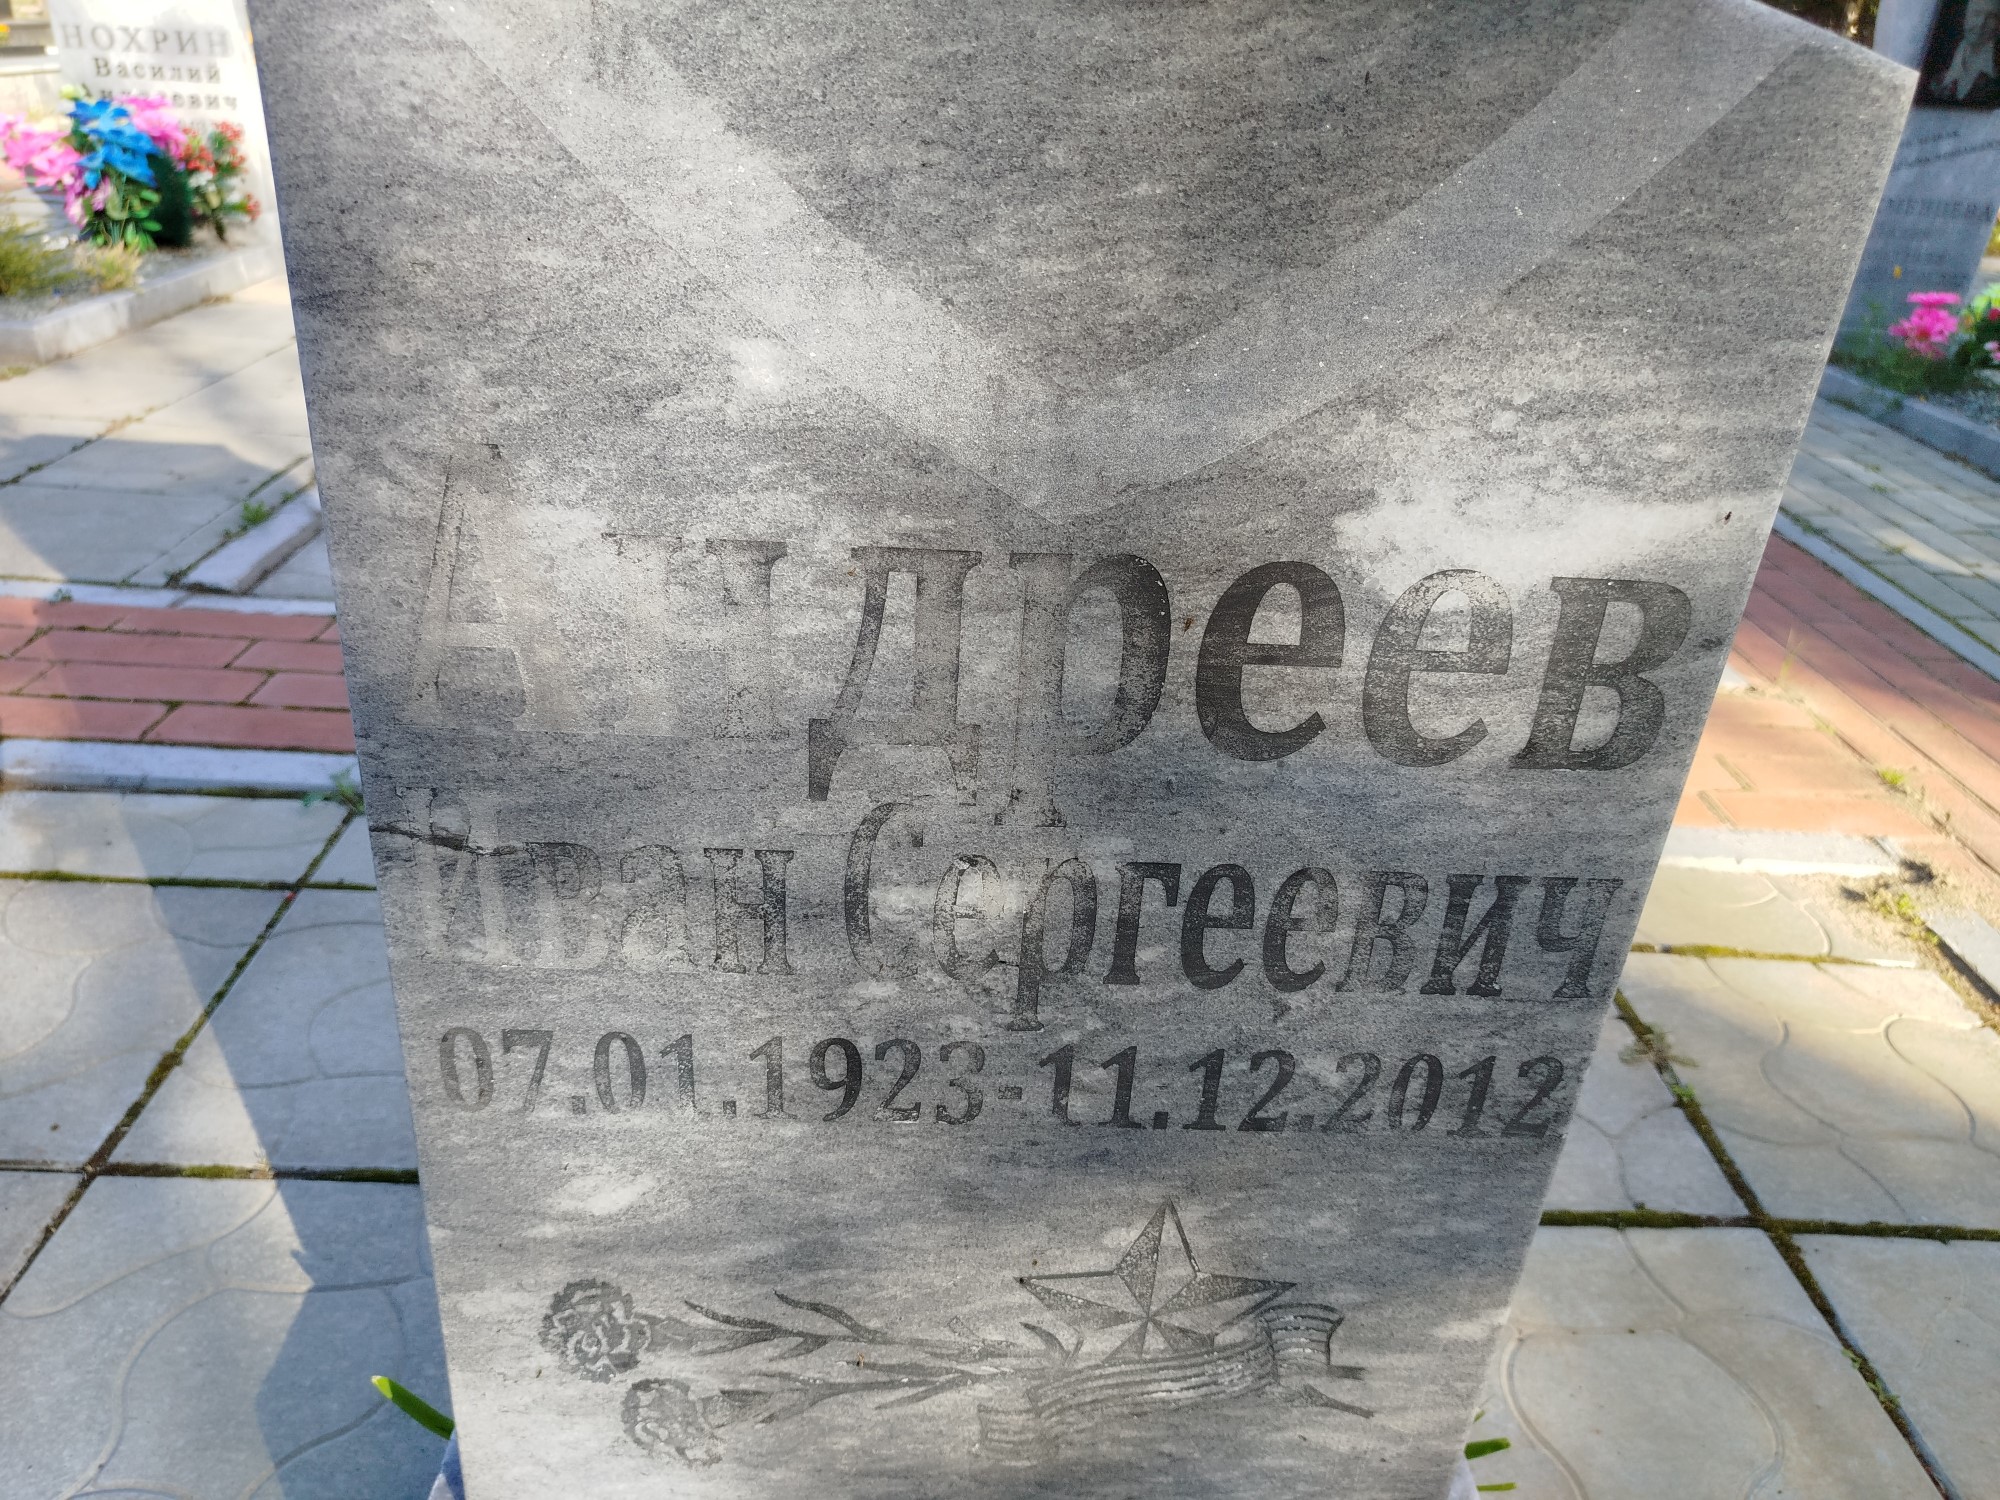 НОХРИН
Василий
Андреев
Иван Сергеевич
07.01.1923-11.12.2012